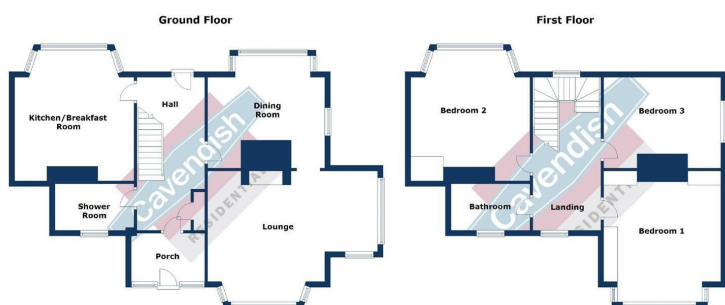 Ground Floor
First Floor
Kitchen/Breakfast
Room
Hall
Dining
Room
Shower
Room
Porch
Lounge
Cavendish
RESIDENTIAL
Bedroom 2
Bedroom 3
Bathroom
Landing
Bedroom 1
Cavendish
RESIDENTIAL